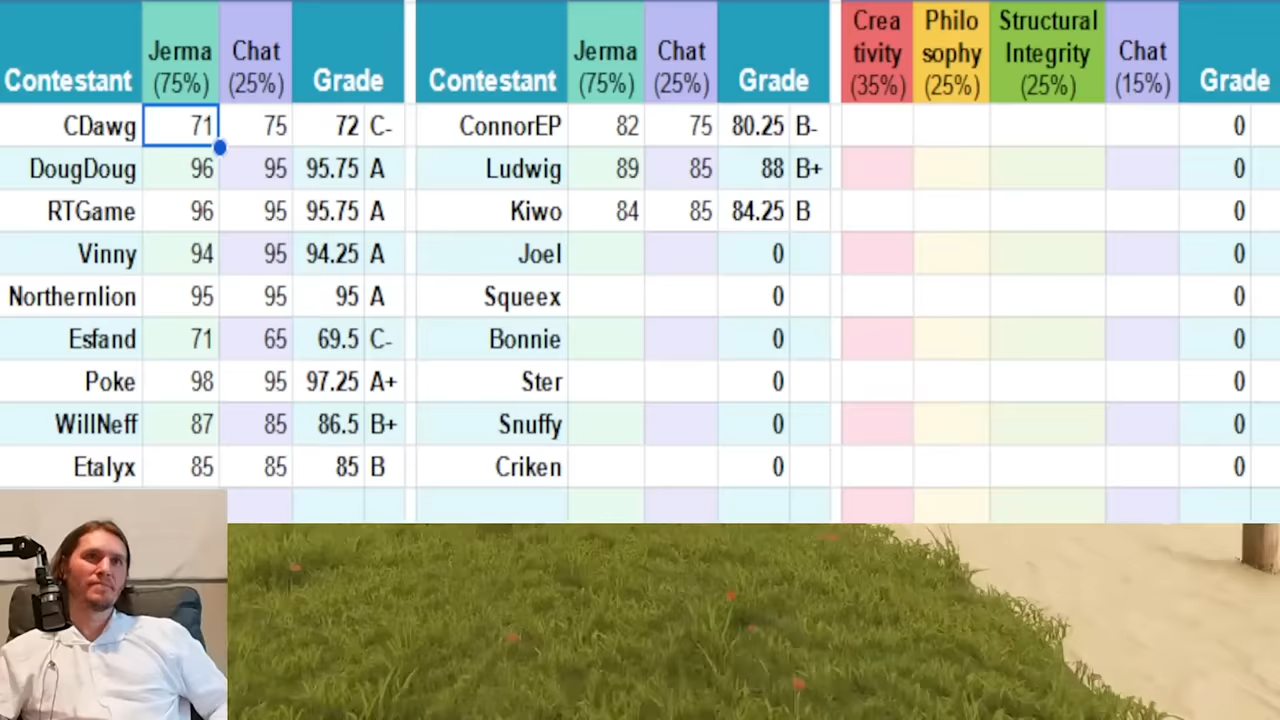 Contestant Jerma (75%) Chat (25%) Grade Contestant Jerma (75%) Chat (25%) Grade Crea tivity (35%) Philo sophy (25%) Structural Integrity (25%) Chat (15%) Grade
CDawg 71 75 72 C- ConnorEP 82 75 80.25 B- 0
DougDoug 96 95 95.75 A Ludwig 89 85 88 B+ 0
RTGame 96 95 95.75 A Kiwo 84 85 84.25 B 0
Vinny 94 95 94.25 A Joel 0 0
Northernlion 95 95 95 A Squeex 0 0
Esfand 71 65 69.5 C- Bonnie 0 0
Poke 98 95 97.25 A+ Ster 0 0
WillNeff 87 85 86.5 B+ Snuffy 0 0
Etalyx 85 85 85 B Criken 0 0